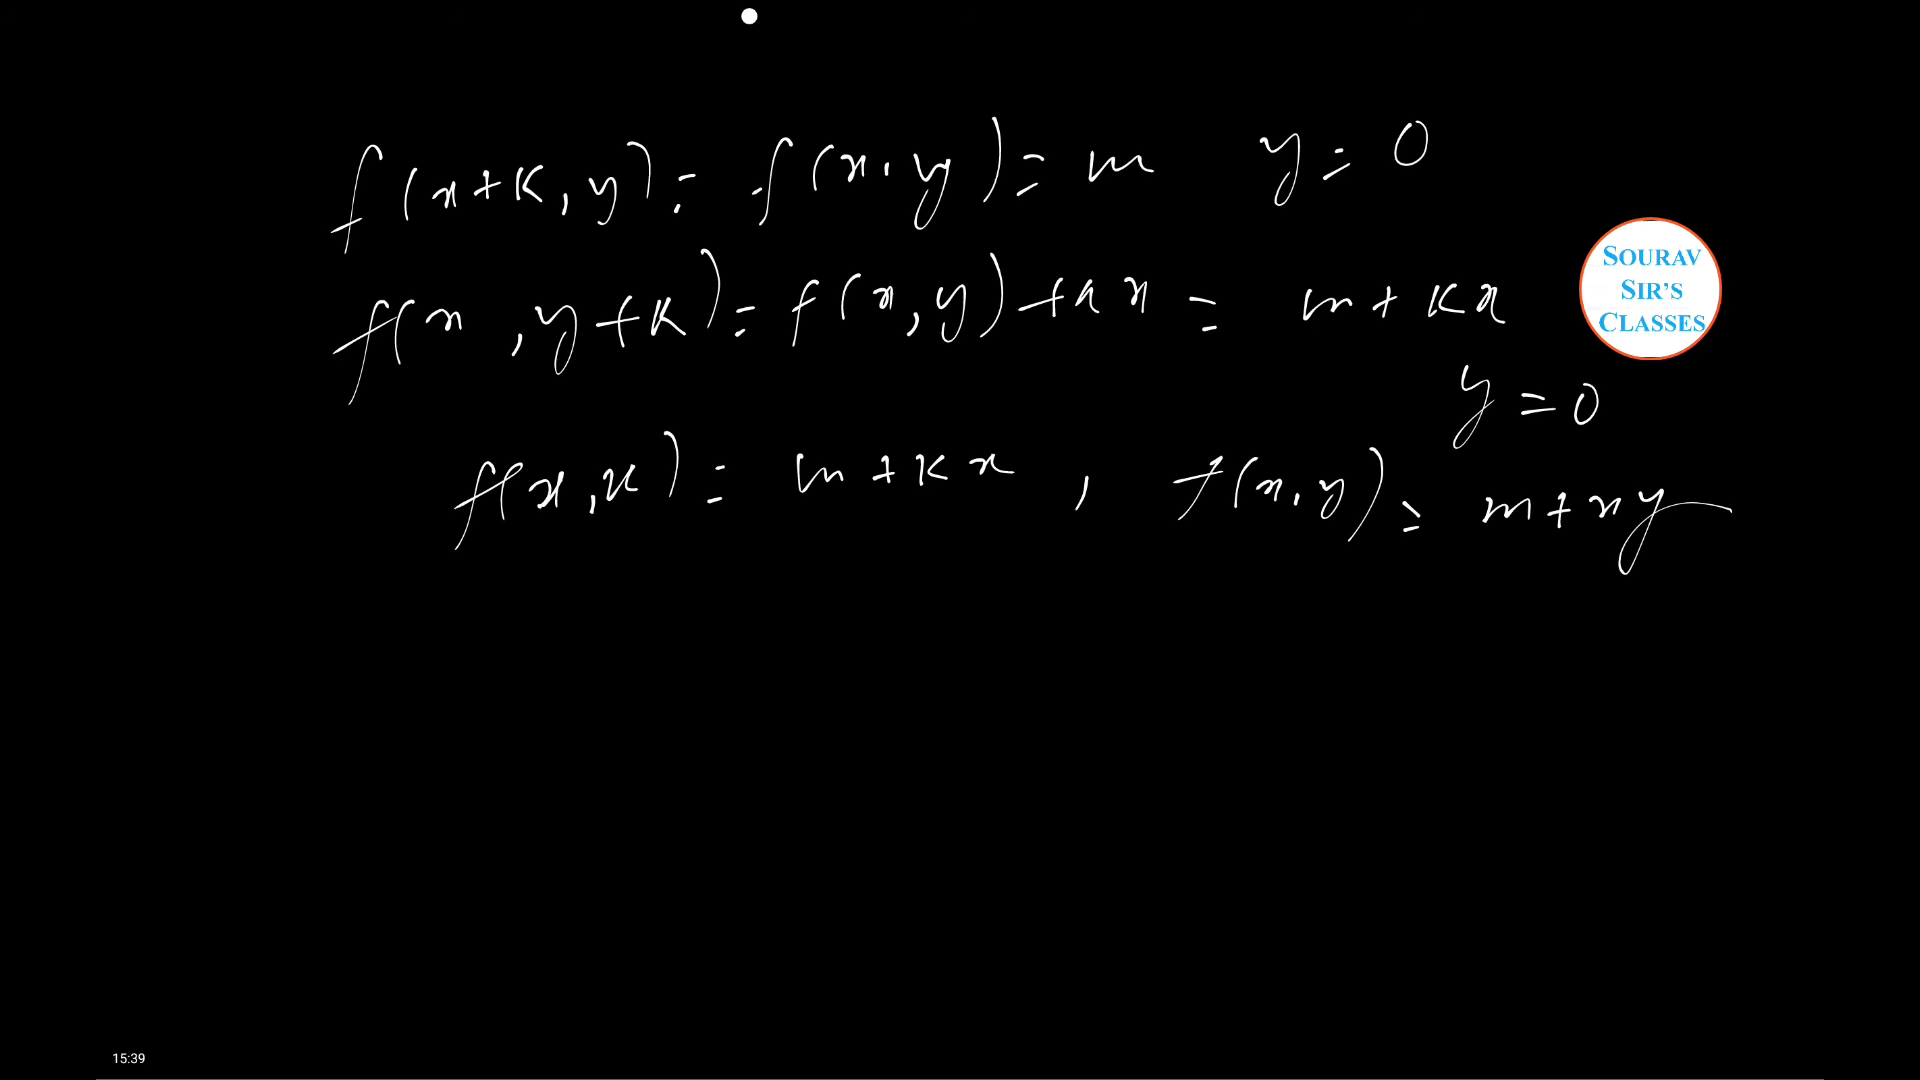 f(x+k, y) = f(x, y) = m y = 0
f(x, y+k) = f(x, y) + kx = m + kx
y = 0
f(x, k) = m + kx , f(x, y) = m + xy
SOURAV
SIR'S
CLASSES
15:39